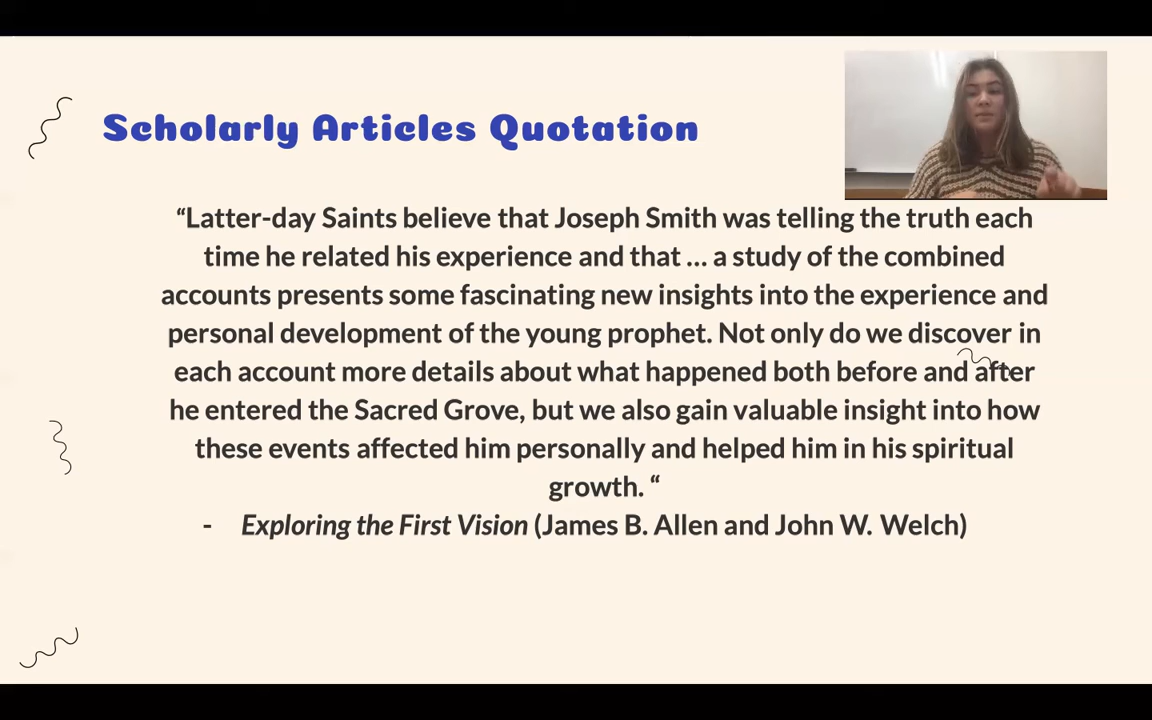 Scholarly Articles Quotation
“Latter-day Saints believe that Joseph Smith was telling the truth each
time he related his experience and that ... a study of the combined
accounts presents some fascinating new insights into the experience and
personal development of the young prophet. Not only do we discover in
each account more details about what happened both before and after
he entered the Sacred Grove, but we also gain valuable insight into how
these events affected him personally and helped him in his spiritual
growth. “
- Exploring the First Vision (James B. Allen and John W. Welch)